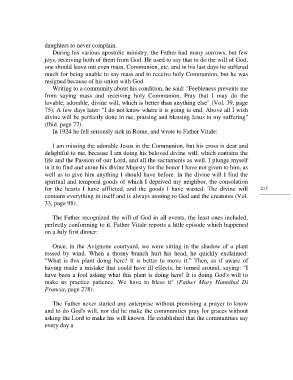 daughters to never complain.
During his various apostolic ministry, the Father had many sorrows, but few
joys, receiving both of them from God. He used to say that to do the will of God,
one should leave out even mass, Communion, etc, and in his last days he suffered
much for being unable to say mass and to receive holy Communion, but he was
resigned because of his union with God.
Writing to a community about his condition, he said: "Feebleness prevents me
from saying mass and receiving holy Communion. Pray that I may do the
lovable, adorable, divine will, which is better than anything else" (Vol. 39, page
75). A few days later: "I do not know where it is going to end. Above all I wish
divine will be perfectly done in me, praising and blessing Jesus in my suffering"
(Ibid. page 77).
In 1924 he fell seriously sick in Rome, and wrote to Father Vitale:
I am missing the adorable Jesus in the Communion, but his cross is dear and
delightful to me, because I am doing his beloved divine will, which contains the
life and the Passion of our Lord, and all the sacraments as well. I plunge myself
in it to find and atone his divine Majesty for the honor I have not given to him, as
well as to give him anything I should have before. In the divine will I find the
spiritual and temporal goods of which I deprived my neighbor, the consolation
for the hearts I have afflicted, and the goods I have wasted. The divine will
contains everything in itself and is always atoning to God and the creatures (Vol.
33, page 98).
215
The Father recognized the will of God in all events, the least ones included,
perfectly conforming to it. Father Vitale reports a little episode which happened
on a July first dinner:
Once, in the Avignone courtyard, we were sitting in the shadow of a plant
tossed by wind. When a thorny branch hurt his head, he quickly exclaimed:
"What is this plant doing here? It is better to move it." Then, as if aware of
having made a mistake that could have ill effects, he turned around, saying: "I
have been a fool asking what this plant is doing here! It is doing God's will to
make us practice patience. We have to bless it" (Father Mary Hannibal Di
Francia, page 278).
The Father never started any enterprise without premising a prayer to know
and to do God's will, nor did he make the communities pray for graces without
asking the Lord to make his will known. He established that the communities say
every day a